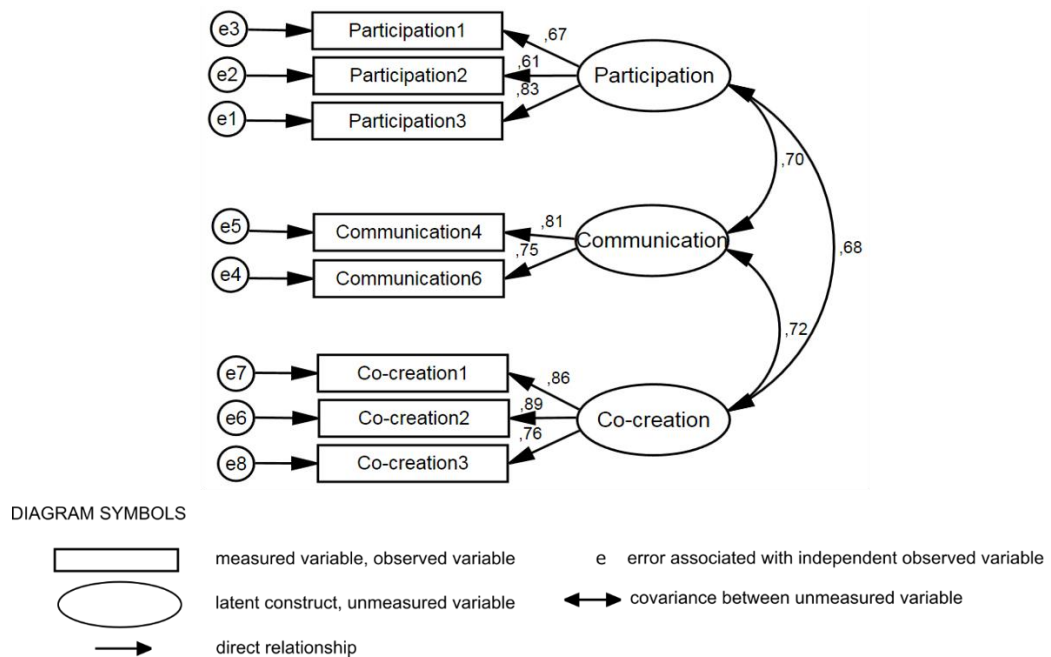 e3 Participation1 ,67
e2 Participation2 ,61 Participation
e1 Participation3 ,83
,70
e5 Communication4 ,81
Communication ,68
e4 Communication6 ,75
,72
e7 Co-creation1 ,86
e6 Co-creation2 ,89 Co-creation
e8 Co-creation3 ,76
DIAGRAM SYMBOLS
measured variable, observed variable
e error associated with independent observed variable
latent construct, unmeasured variable
covariance between unmeasured variable
direct relationship